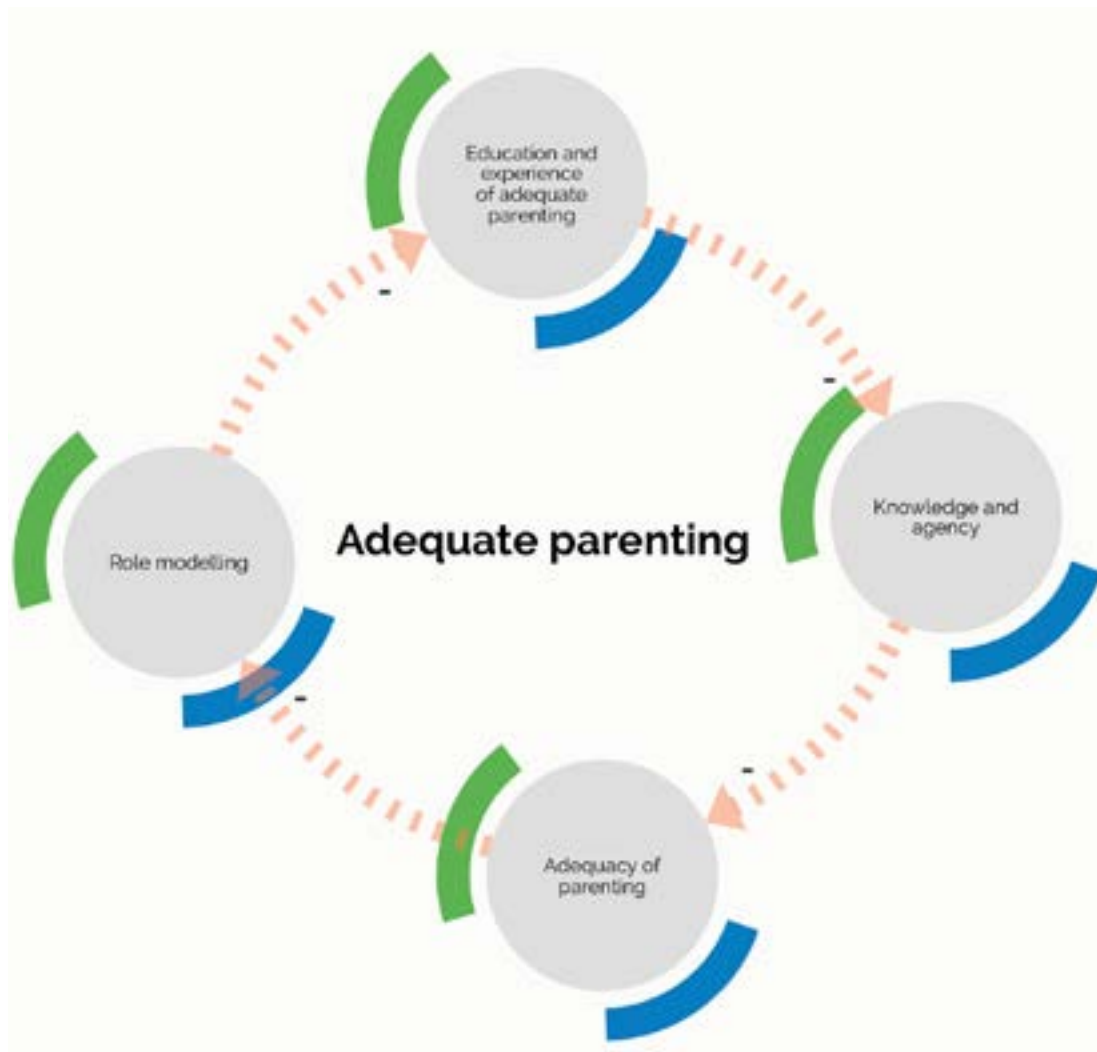 Education and
experience
of adequate
parenting
-
-
Knowledge and
agency
Adequate parenting
Role modelling
-
-
Adequacy of
parenting